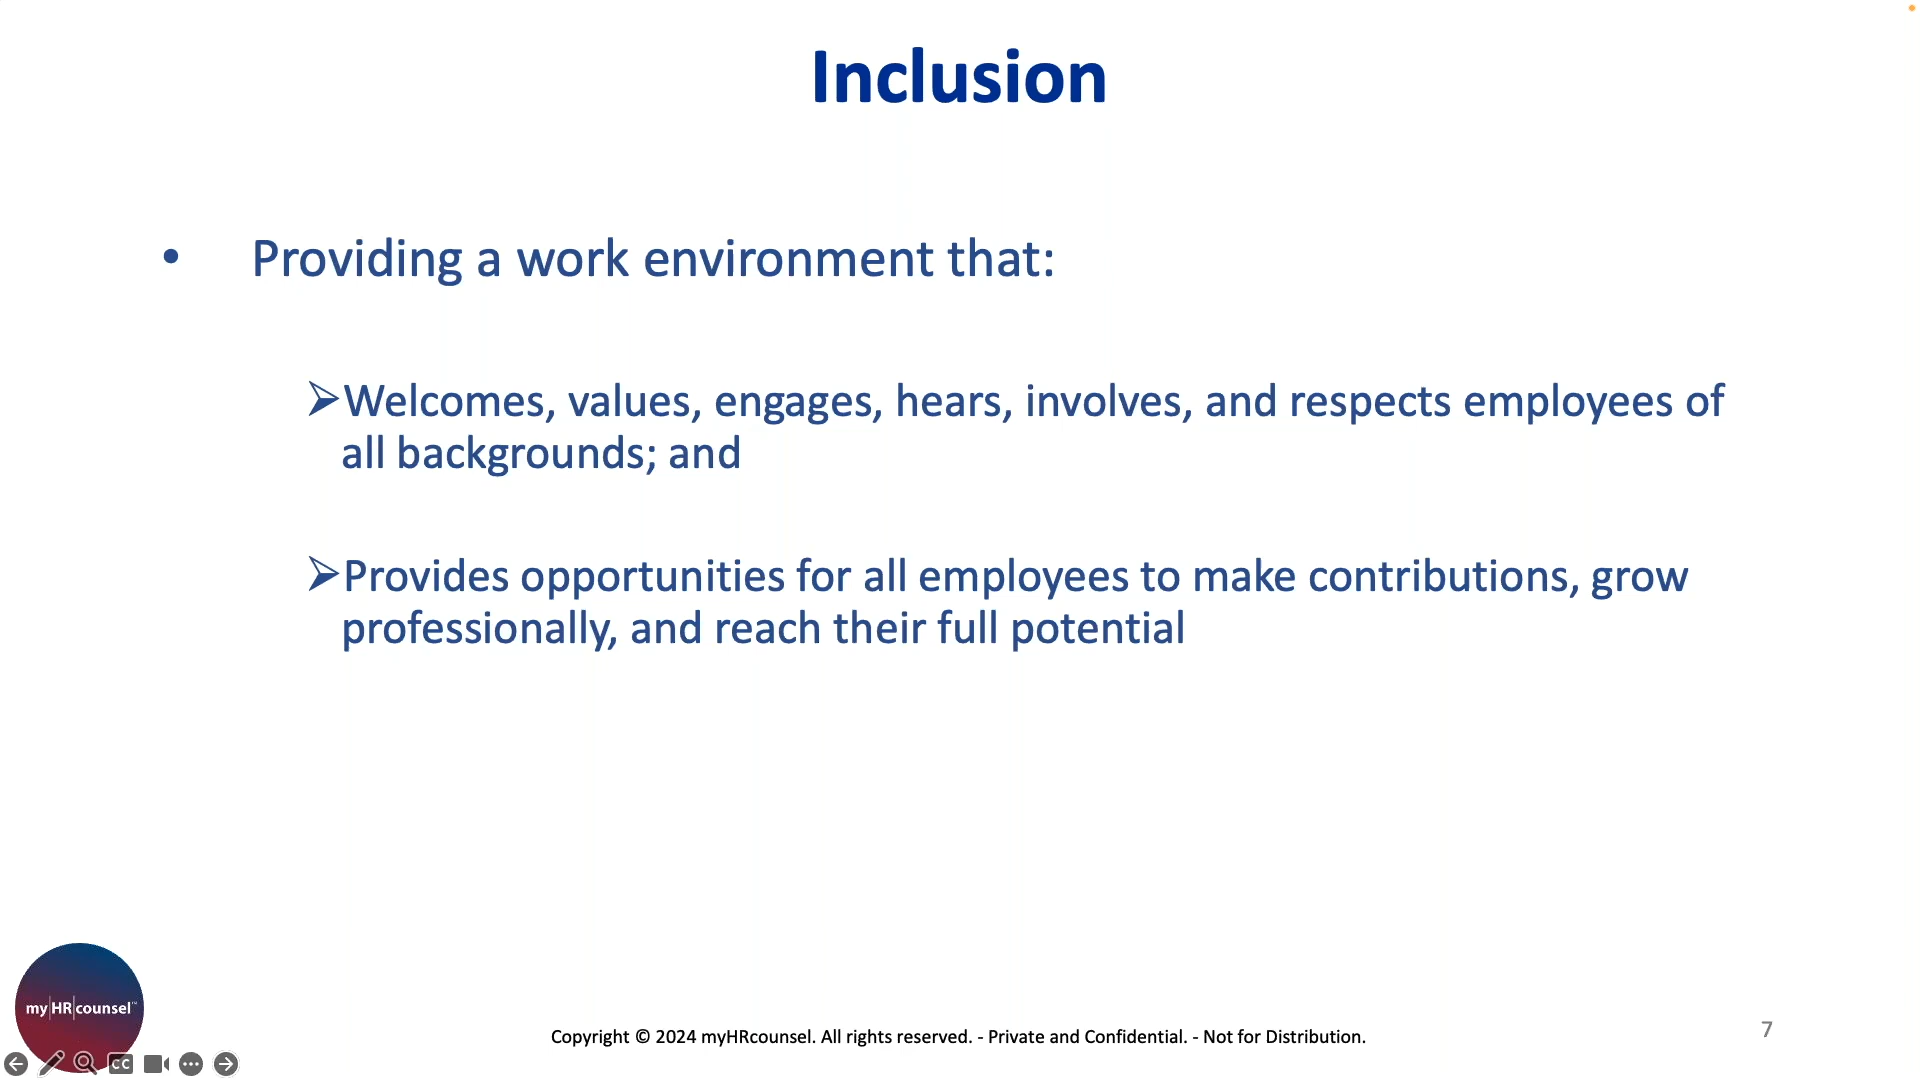 Inclusion
• Providing a work environment that:
➢Welcomes, values, engages, hears, involves, and respects employees of
all backgrounds; and
➢Provides opportunities for all employees to make contributions, grow
professionally, and reach their full potential
my|HR|counsel™
Copyright © 2024 myHRcounsel. All rights reserved. - Private and Confidential. - Not for Distribution.
7
CC